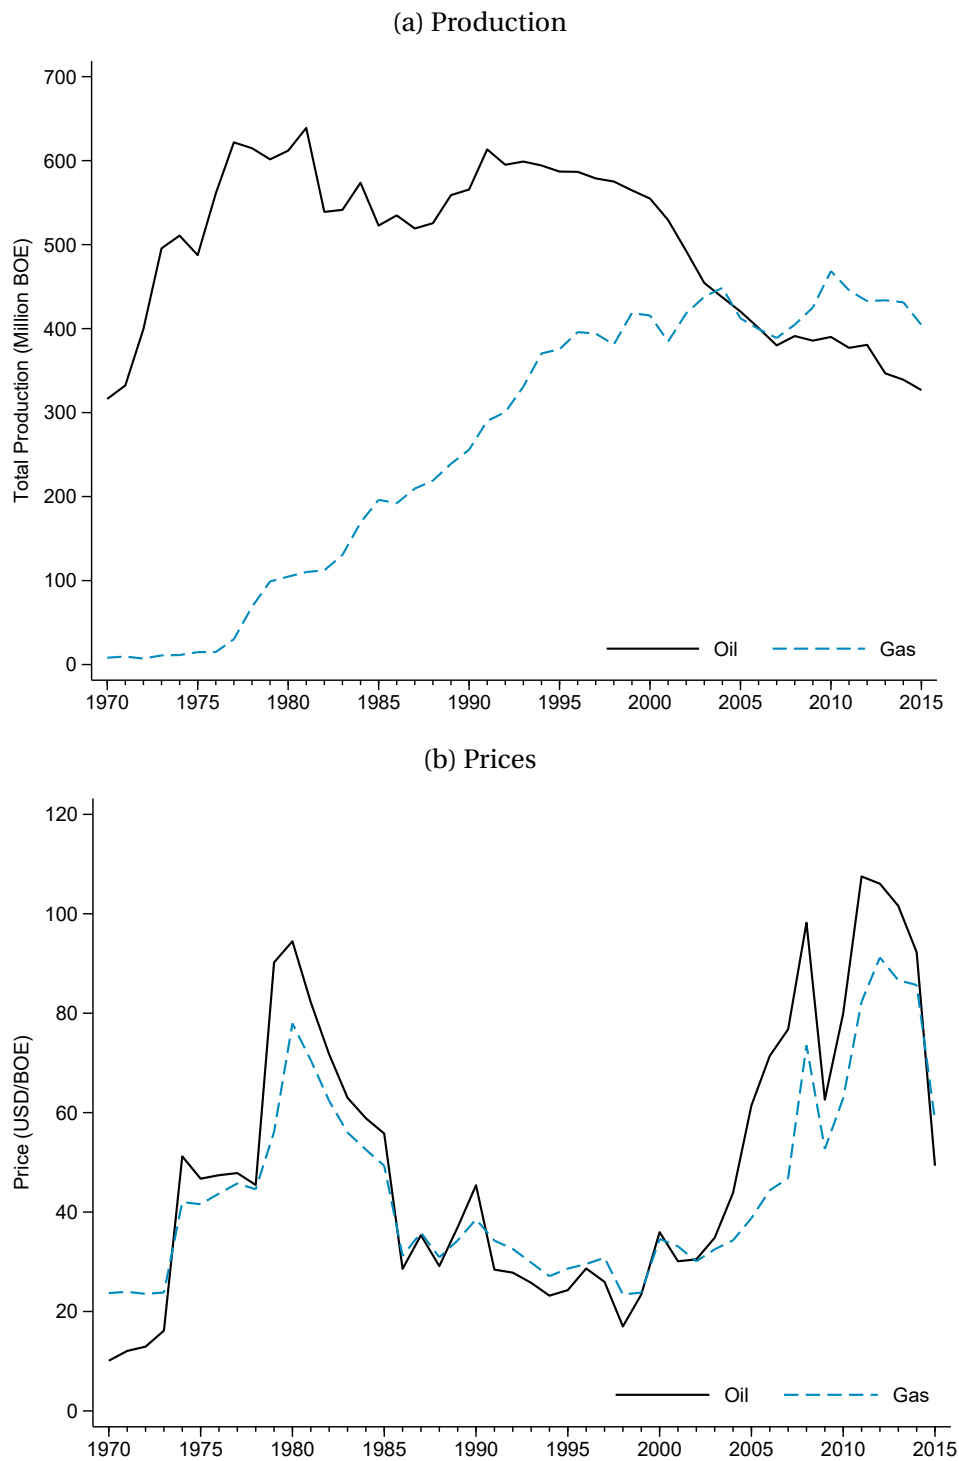 (a) Production
700
600
500
400
300
200
100
0
Total Production (Million BOE)
Oil
Gas
1970 1975 1980 1985 1990 1995 2000 2005 2010 2015
(b) Prices
120
100
80
60
40
20
0
Price (USD/BOE)
Oil
Gas
1970 1975 1980 1985 1990 1995 2000 2005 2010 2015